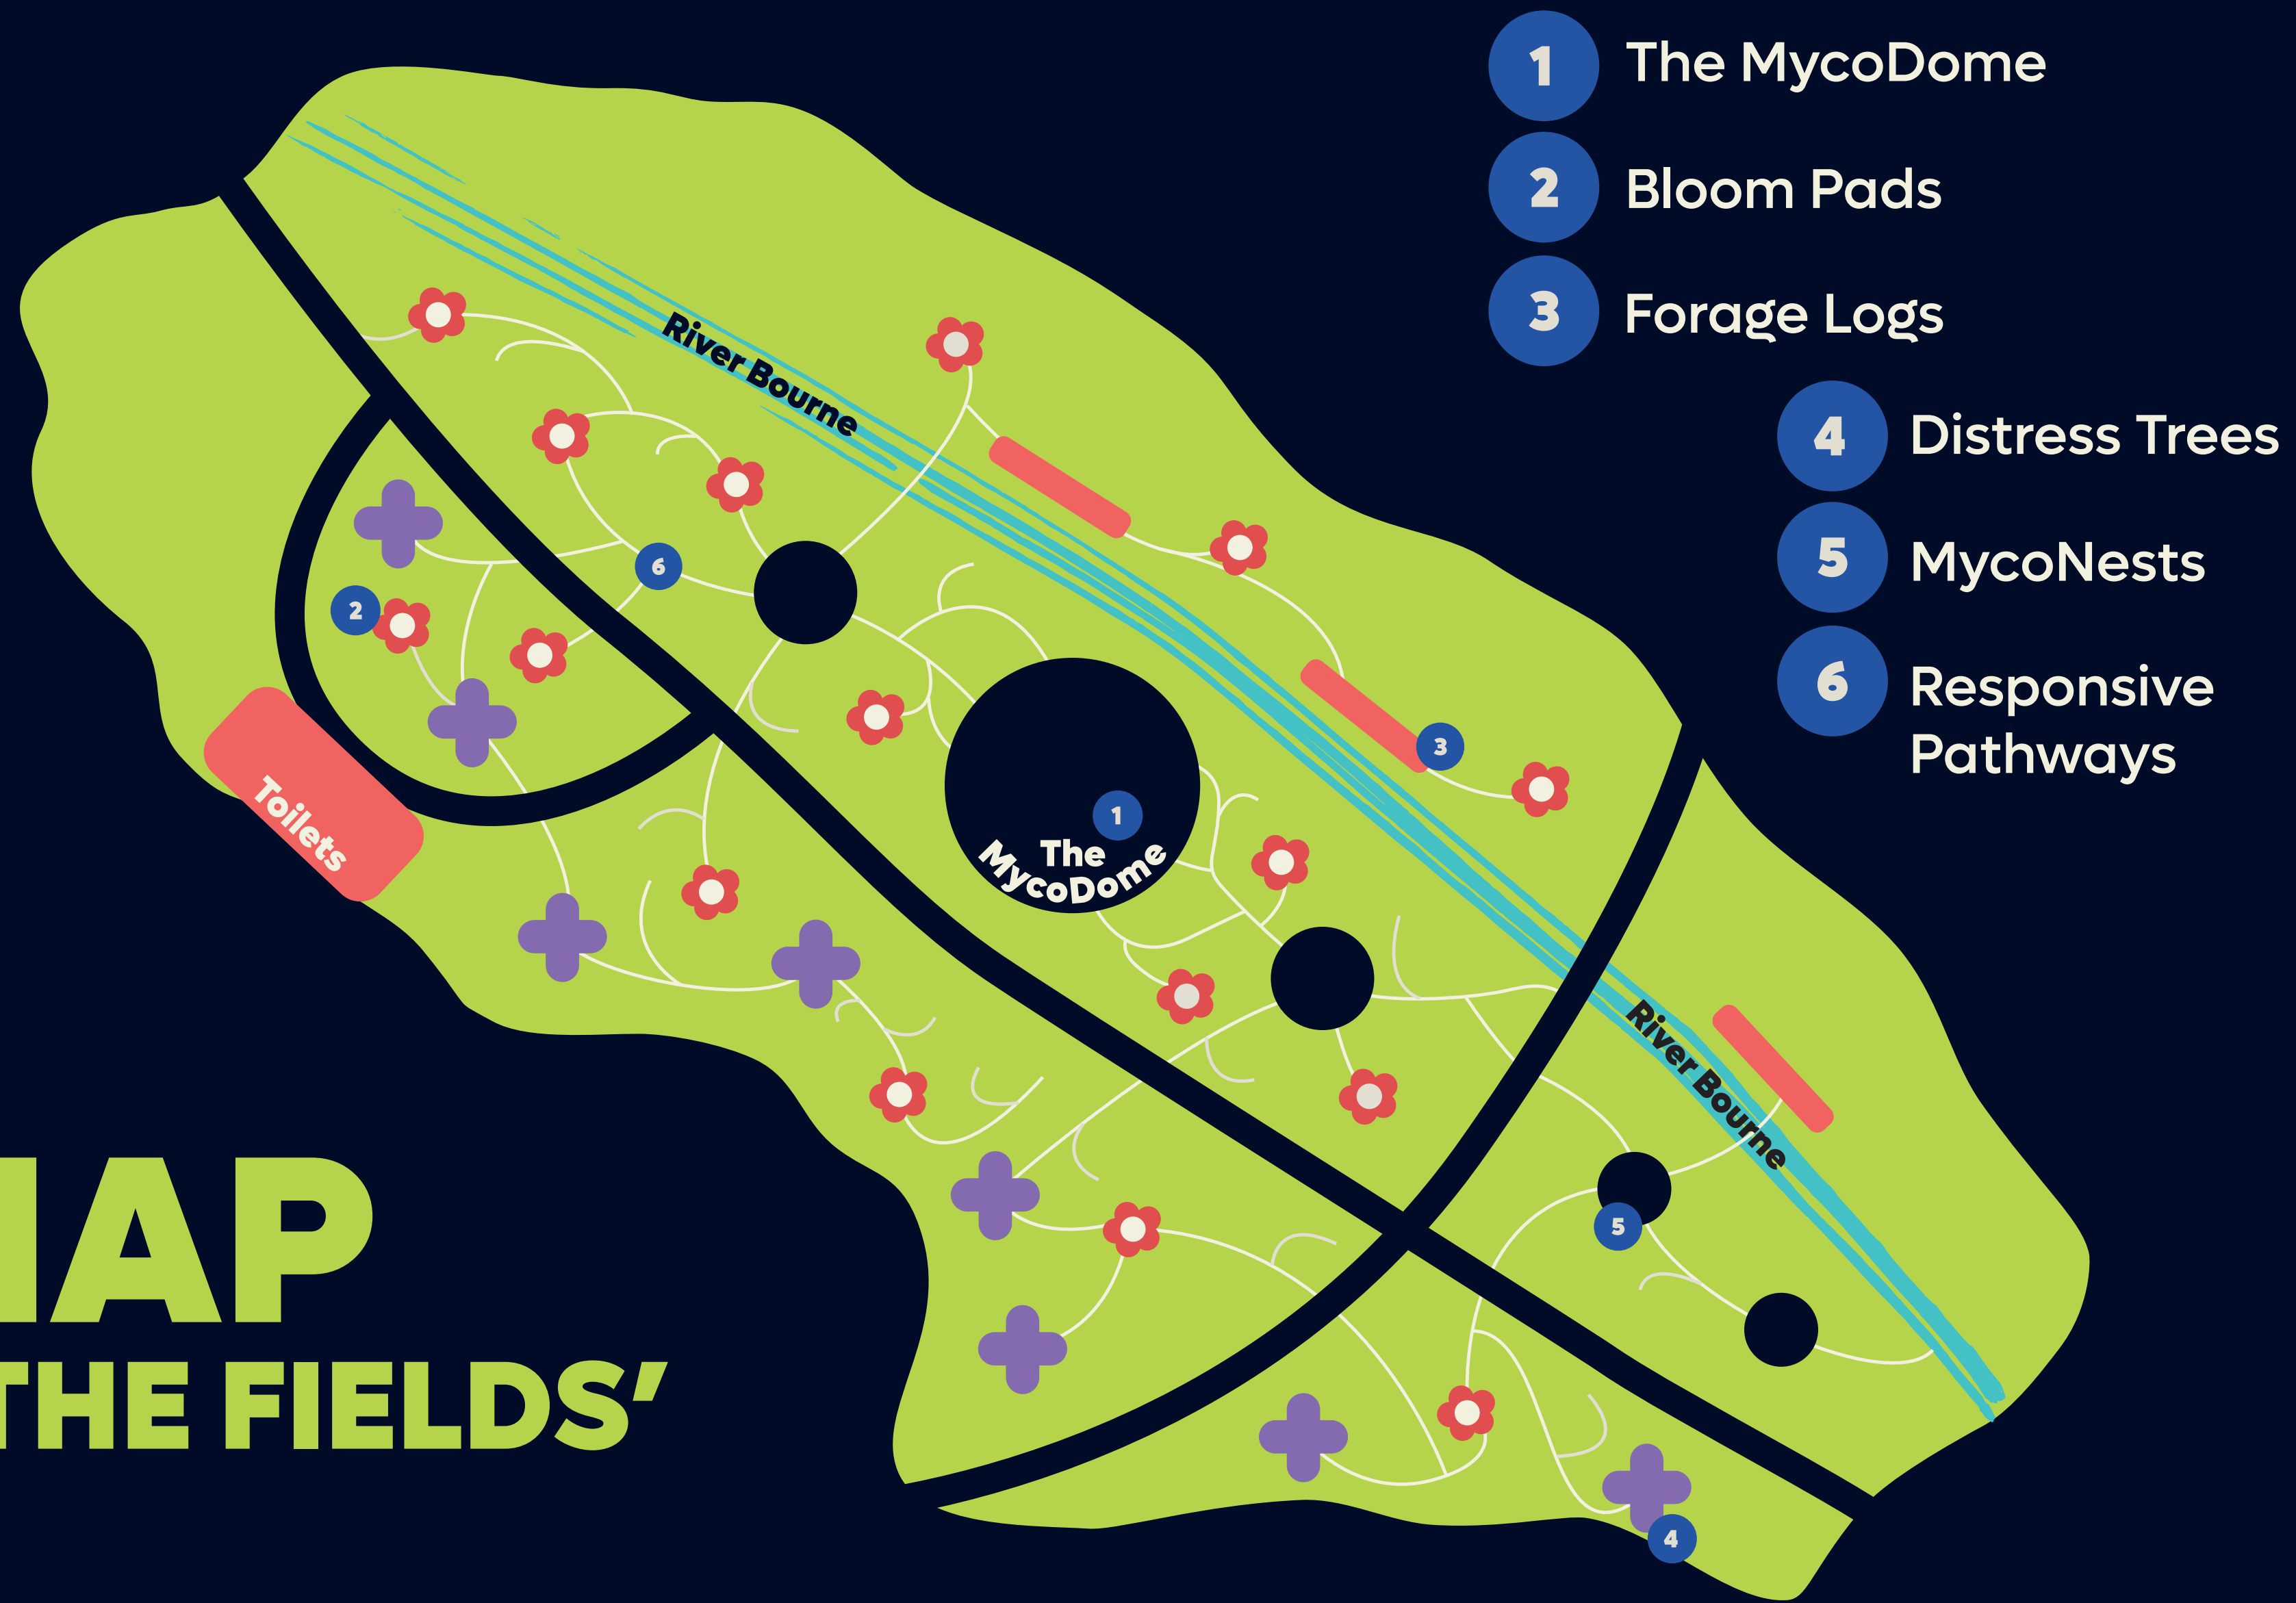 1 The MycoDome
2 Bloom Pads
3 Forage Logs
4 Distress Trees
5 MycoNests
6 Responsive
Pathways
River Bourne
6
2
3
Toilets
1
The
MycoDome
River Bourne
5
4
AP
THE FIELDS’